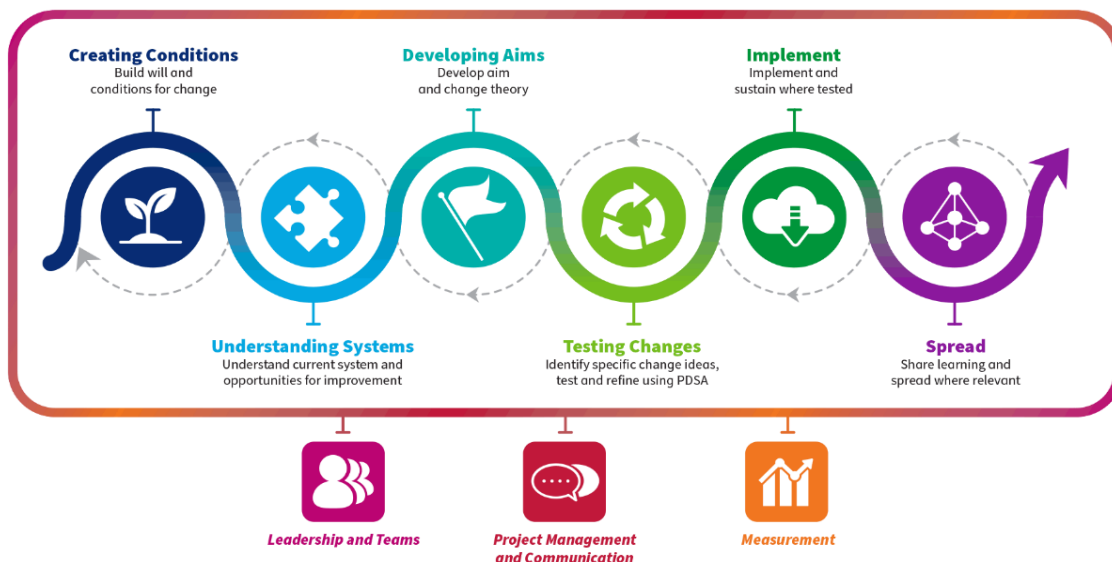 Creating Conditions
Build will and
conditions for change
Developing Aims
Develop aim
and change theory
Implement
Implement and
sustain where tested
Understanding Systems
Understand current system and
opportunities for improvement
Testing Changes
Identify specific change ideas,
test and refine using PDSA
Spread
Share learning and
spread where relevant
Leadership and Teams
Project Management
and Communication
Measurement